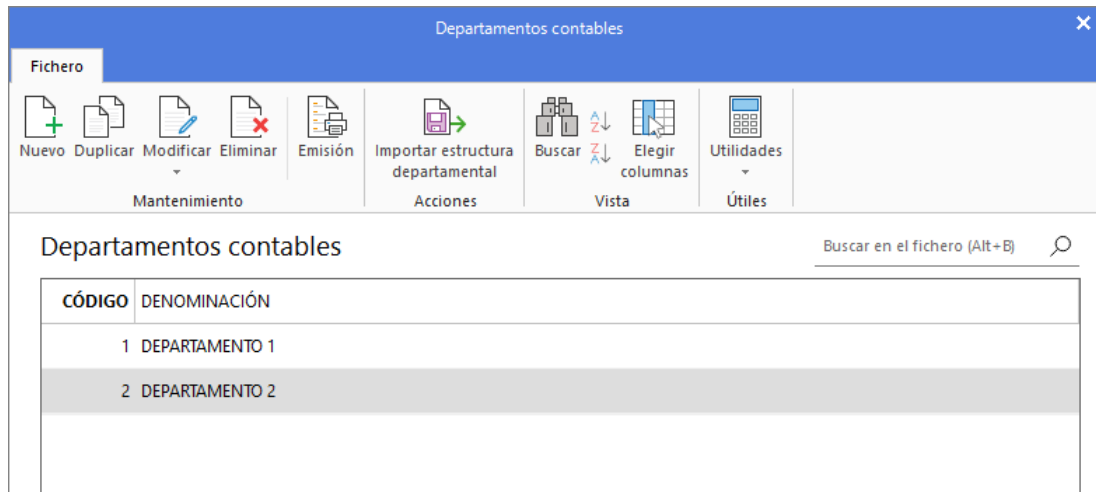 Departamentos contables
Fichero
Nuevo Duplicar Modificar Eliminar Emisión Importar estructura departamental Buscar Elegir columnas Utilidades
Mantenimiento Acciones Vista Útiles
Departamentos contables Buscar en el fichero (Alt+B)
CÓDIGO DENOMINACIÓN
1 DEPARTAMENTO 1
2 DEPARTAMENTO 2